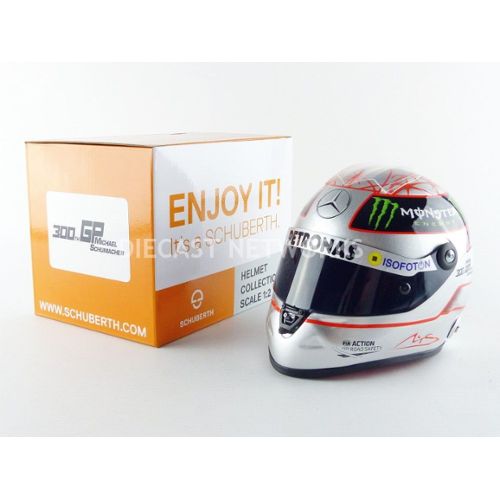 300TH GP MICHAEL
SCHUMACHER
WWW.SCHUBERTH.COM
ENJOY IT!
It's a SCHUBERTH.
HELMET
COLLECTION
SCALE 1:2
SCHUBERTH
DIECAST NETWORKS
MONSTER
ENERGY
PETRONAS
ISOFOTON
FIA ACTION
FOR ROAD SAFETY